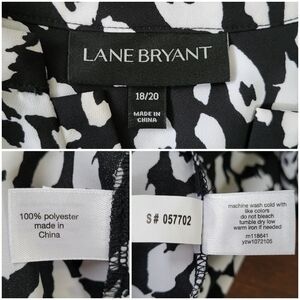 LANE BRYANT
18/20
MADE IN
CHINA
100% polyester
made in
China
S# 057702
machine wash cold with
like colors
do not bleach
tumble dry low
warm iron if needed
m118641
yzw1072105